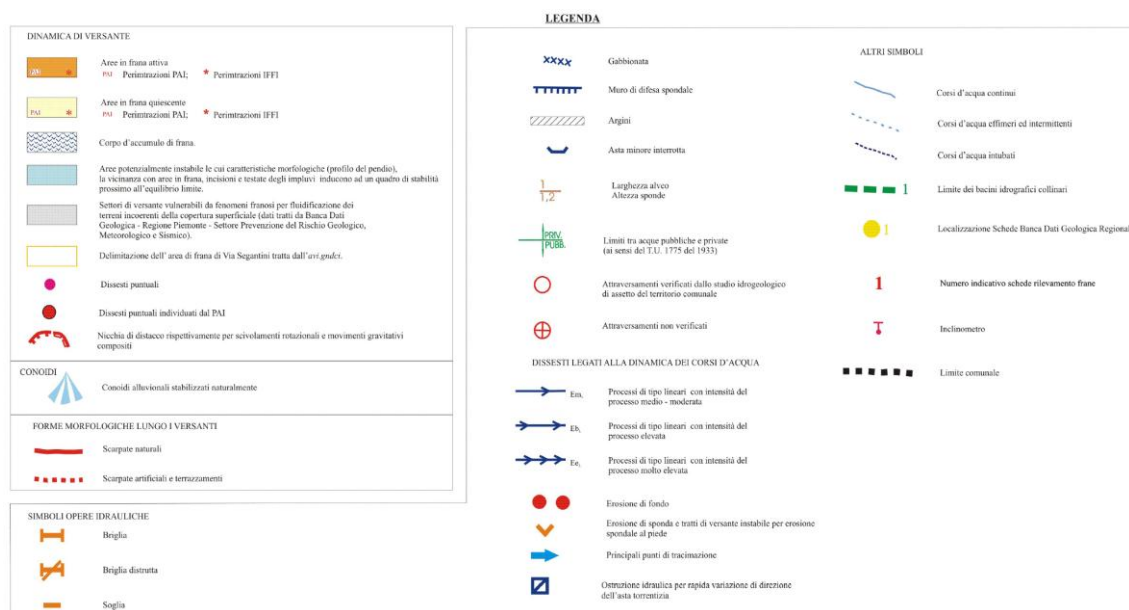 LEGENDA
DINAMICA DI VERSANTE
PAI *
Aree in frana attiva
PAI Perimtrazioni PAI; * Perimtrazioni IFFI
PAI *
Aree in frana quiescente
PAI Perimtrazioni PAI; * Perimtrazioni IFFI
Corpo d'accumulo di frana.
Aree potenzialmente instabile le cui caratteristiche morfologiche (profilo del pendio),
la vicinanza con aree in frana, incisioni e testate degli impluvi inducono ad un quadro di stabilità
prossimo all'equilibrio limite.
Settori di versante vulnerabili da fenomeni franosi per fluidificazione dei
terreni incoerenti della copertura superficiale (dati tratti da Banca Dati
Geologica - Regione Piemonte - Settore Prevenzione del Rischio Geologico,
Meteorologico e Sismico).
Delimitazione dell' area di frana di Via Segantini tratta dall'avi.gndci.
Dissesti puntuali
Dissesti puntuali individuati dal PAI
Nicchia di distacco rispettivamente per scivolamenti rotazionali e movimenti gravitativi
compositi
CONOIDI
Conoidi alluvionali stabilizzati naturalmente
FORME MORFOLOGICHE LUNGO I VERSANTI
Scarpate naturali
Scarpate artificiali e terrazzamenti
SIMBOLI OPERE IDRAULICHE
Briglia
Briglia distrutta
Soglia
xxxx Gabbionata
Muro di difesa spondale
Argini
Asta minore interrotta
1
1,2
Larghezza alveo
Altezza sponde
PRIV.
PUBB.
Limiti tra acque pubbliche e private
(ai sensi del T.U. 1775 del 1933)
Attraversamenti verificati dallo studio idrogeologico
di assetto del territorio comunale
Attraversamenti non verificati
DISSESTI LEGATI ALLA DINAMICA DEI CORSI D'ACQUA
Processi di tipo lineari con intensità del
processo medio - moderata
Eb, Processi di tipo lineari con intensità del
processo elevata
Ee, Processi di tipo lineari con intensità del
processo molto elevata
Erosione di fondo
Erosione di sponda e tratti di versante instabile per erosione
spondale al piede
Principali punti di tracimazione
Ostruzione idraulica per rapida variazione di direzione
dell'asta torrentizia
ALTRI SIMBOLI
Corsi d'acqua continui
Corsi d'acqua effimeri ed intermittenti
Corsi d'acqua intubati
1 Limite dei bacini idrografici collinari
1 Localizzazione Schede Banca Dati Geologica Regional
1 Numero indicativo schede rilevamento frane
Inclinometro
Limite comunale